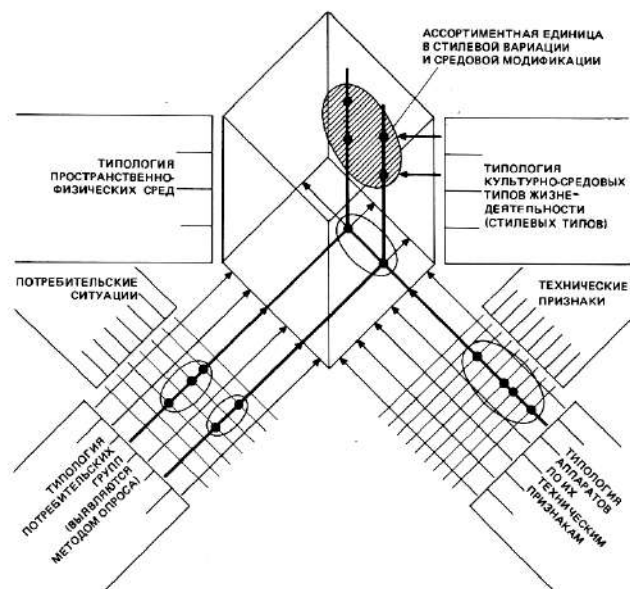 АССОРТИМЕНТНАЯ ЕДИНИЦА
В СТИЛЕВОЙ ВАРИАЦИИ
И СРЕДОВОЙ МОДИФИКАЦИИ
ТИПОЛОГИЯ
ПРОСТРАНСТВЕННО-
ФИЗИЧЕСКИХ СРЕД
ТИПОЛОГИЯ
КУЛЬТУРНО-СРЕДОВЫХ
ТИПОВ ЖИЗНЕ-
ДЕЯТЕЛЬНОСТИ
(СТИЛЕВЫХ ТИПОВ)
ПОТРЕБИТЕЛЬСКИЕ
СИТУАЦИИ
ТЕХНИЧЕСКИЕ
ПРИЗНАКИ
ТИПОЛОГИЯ
ПОТРЕБИТЕЛЬСКИХ
ГРУПП
(ВЫЯВЛЯЮТСЯ
МЕТОДОМ ОПРОСА)
ТИПОЛОГИЯ
АППАРАТОВ
ПО ИХ
ТЕХНИЧЕСКИМ
ПРИЗНАКАМ